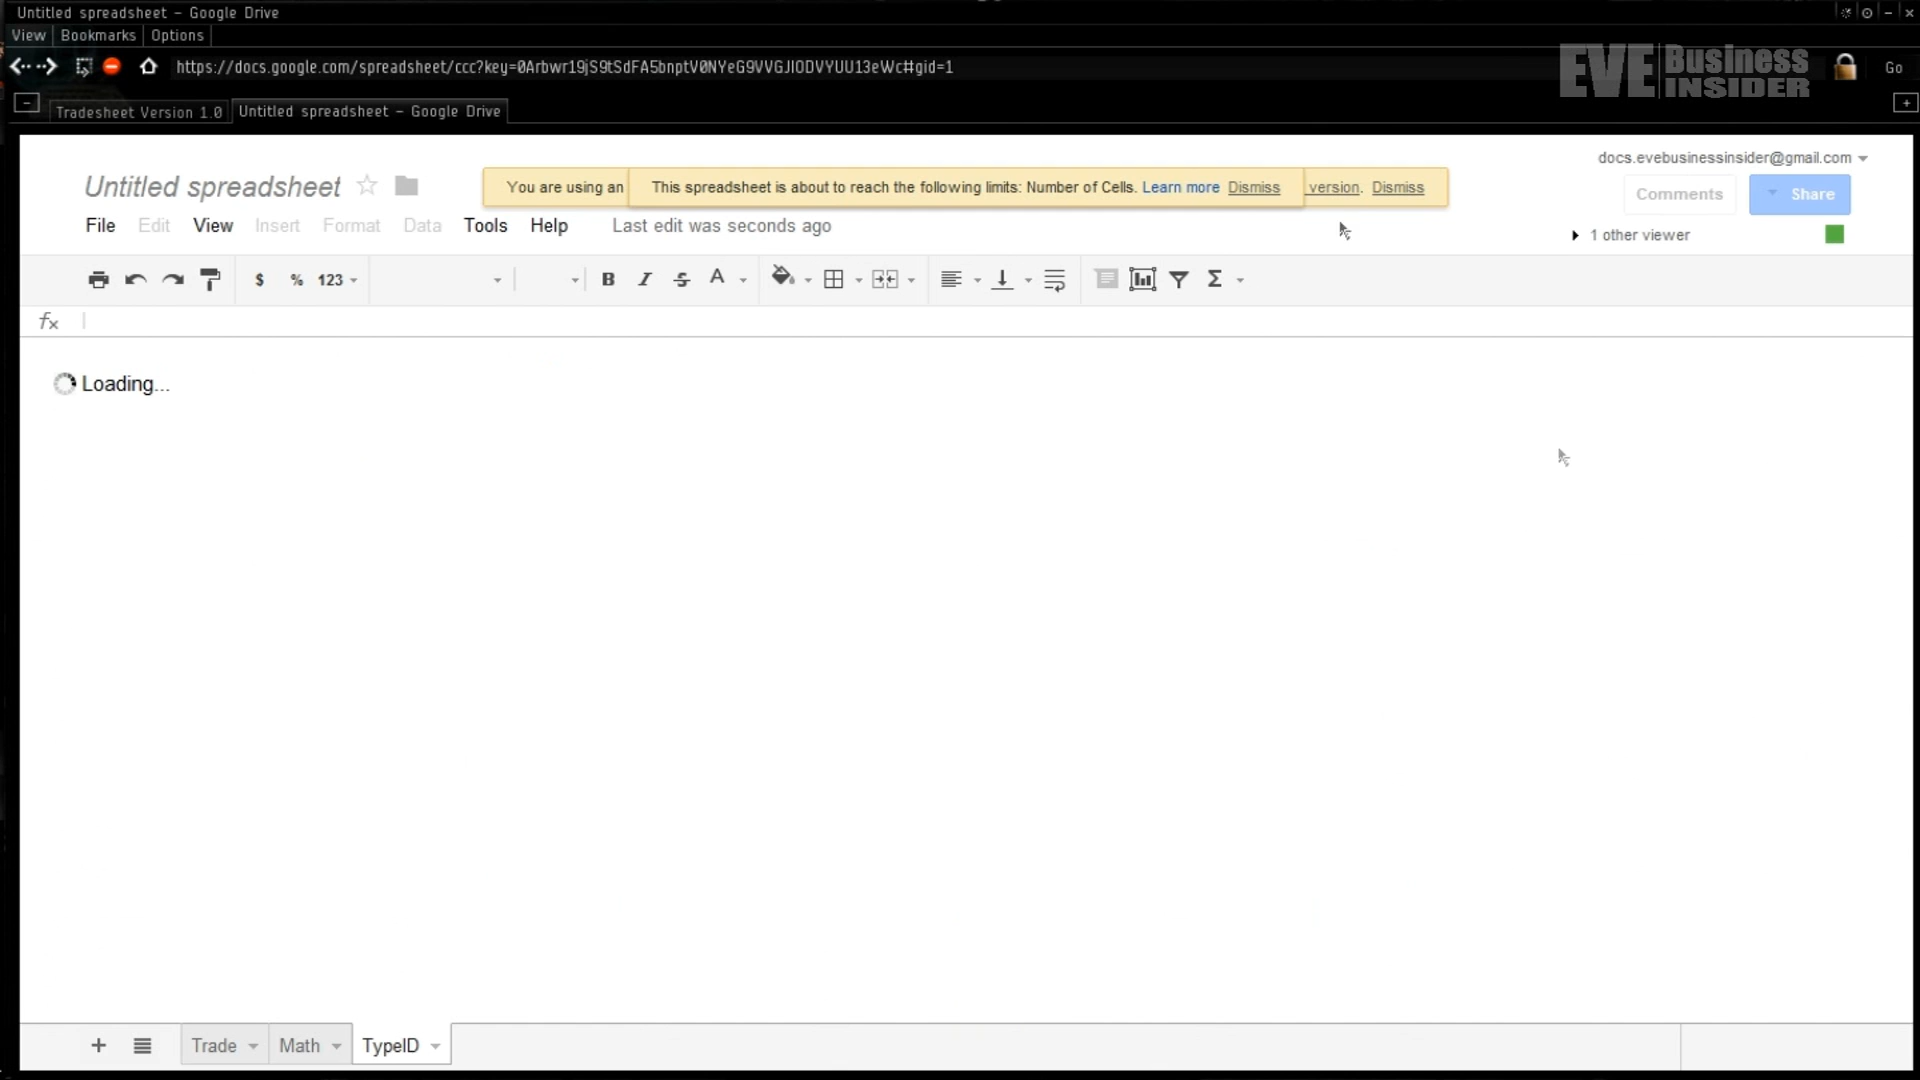 Untitled spreadsheet – Google Drive
View Bookmarks Options
https://docs.google.com/spreadsheet/ccc?key=0Arbwr19jS9tSdFA5bnptV0NYeG9VVGJIODVYUU13eWc#gid=1
Go
EVE Business INSIDER
Tradesheet Version 1.0
Untitled spreadsheet – Google Drive
docs.evebusinessinsider@gmail.com
Untitled spreadsheet
You are using an
This spreadsheet is about to reach the following limits: Number of Cells. Learn more Dismiss
version. Dismiss
Comments
Share
File Edit View Insert Format Data Tools Help
Last edit was seconds ago
1 other viewer
$ % 123 B I S A Σ
fx
Loading...
+ Trade Math TypeID